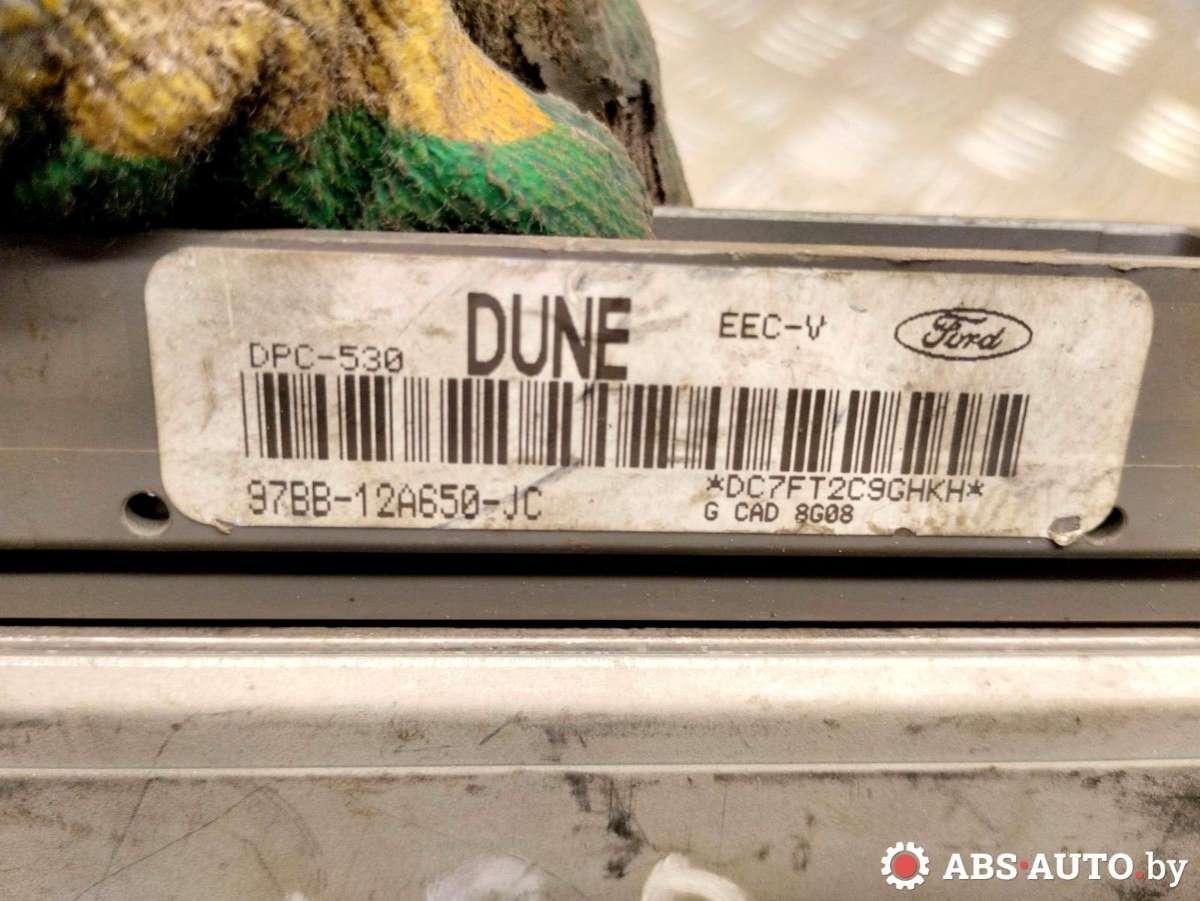 DPC-530 DUNE EEC-V Ford
97BB-12A650-JC *DC7FT2C9GHKH*
G CAD 8G08
ABS-AUTO.by